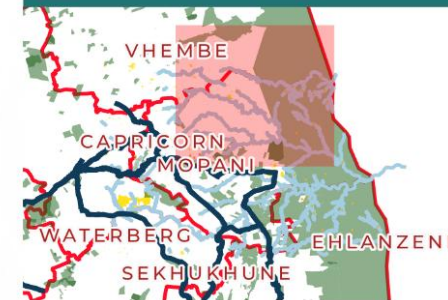 VHEMBE
CAPRICORN
MOPANI
WATERBERG
EHLANZENI
SEKHUKHUNE